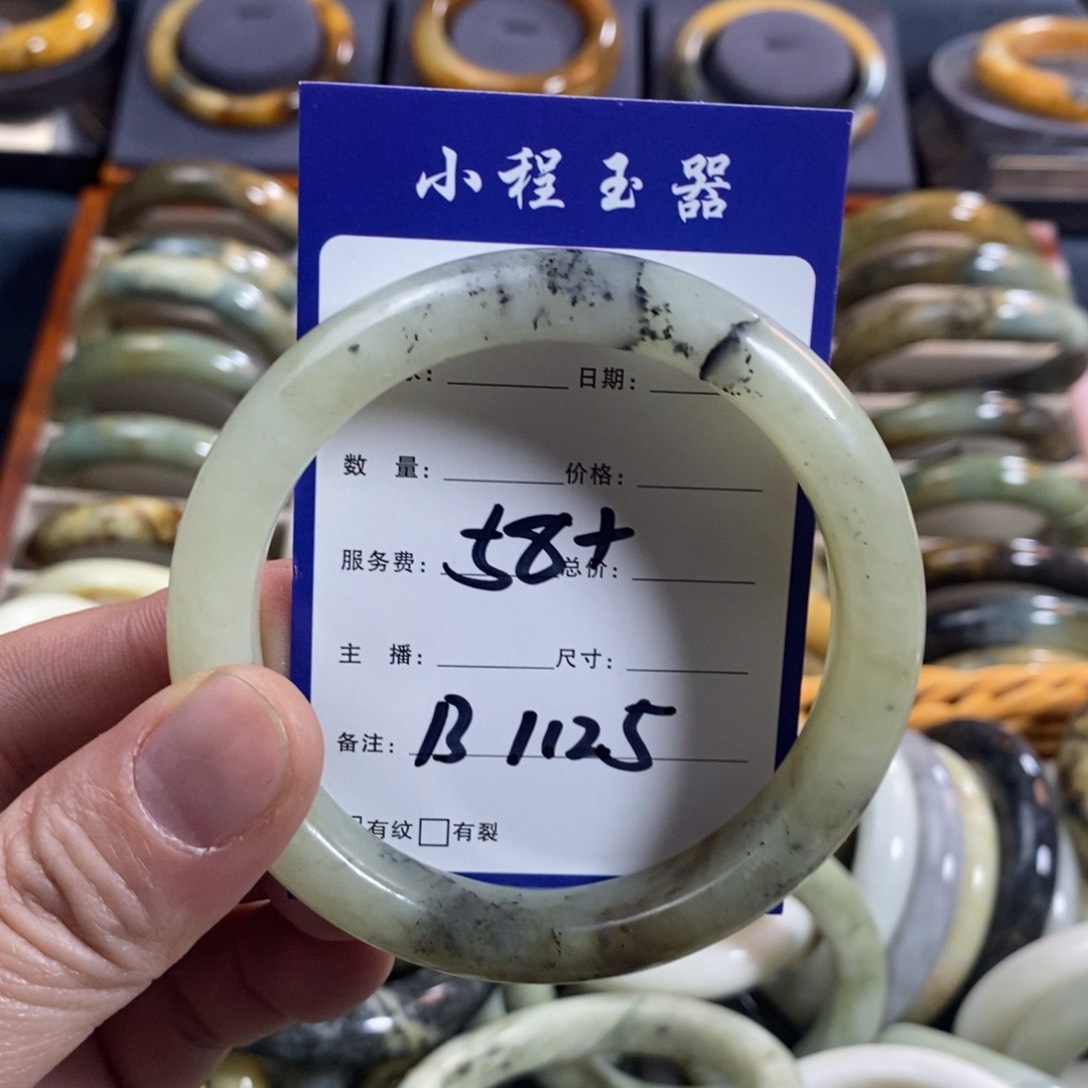 小程玉器
日期:
数 量: 价格:
服务费: 58+ 总价:
主 播: 尺寸:
备注: B 1125
有纹 □有裂